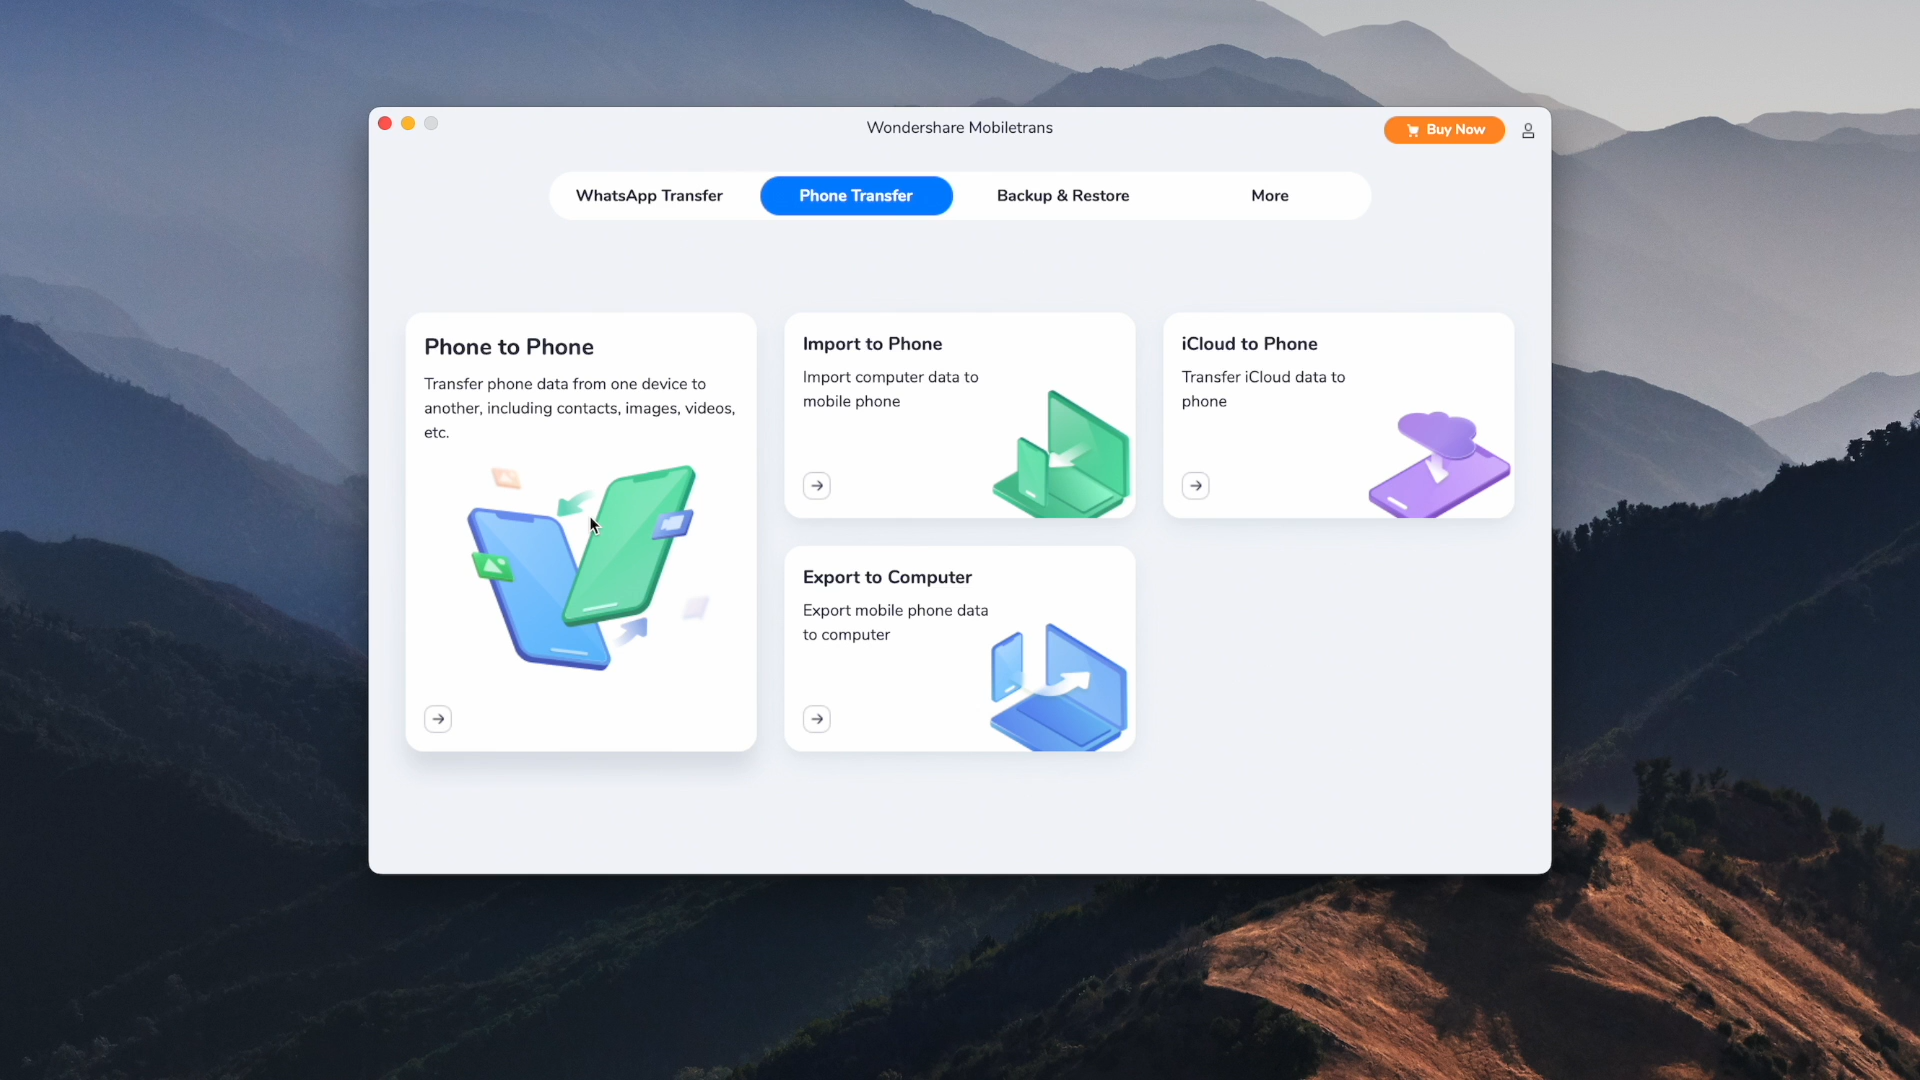 Wondershare Mobiletrans
Buy Now
WhatsApp Transfer
Phone Transfer
Backup & Restore
More
Phone to Phone
Transfer phone data from one device to
another, including contacts, images, videos,
etc.
Import to Phone
Import computer data to
mobile phone
iCloud to Phone
Transfer iCloud data to
phone
Export to Computer
Export mobile phone data
to computer